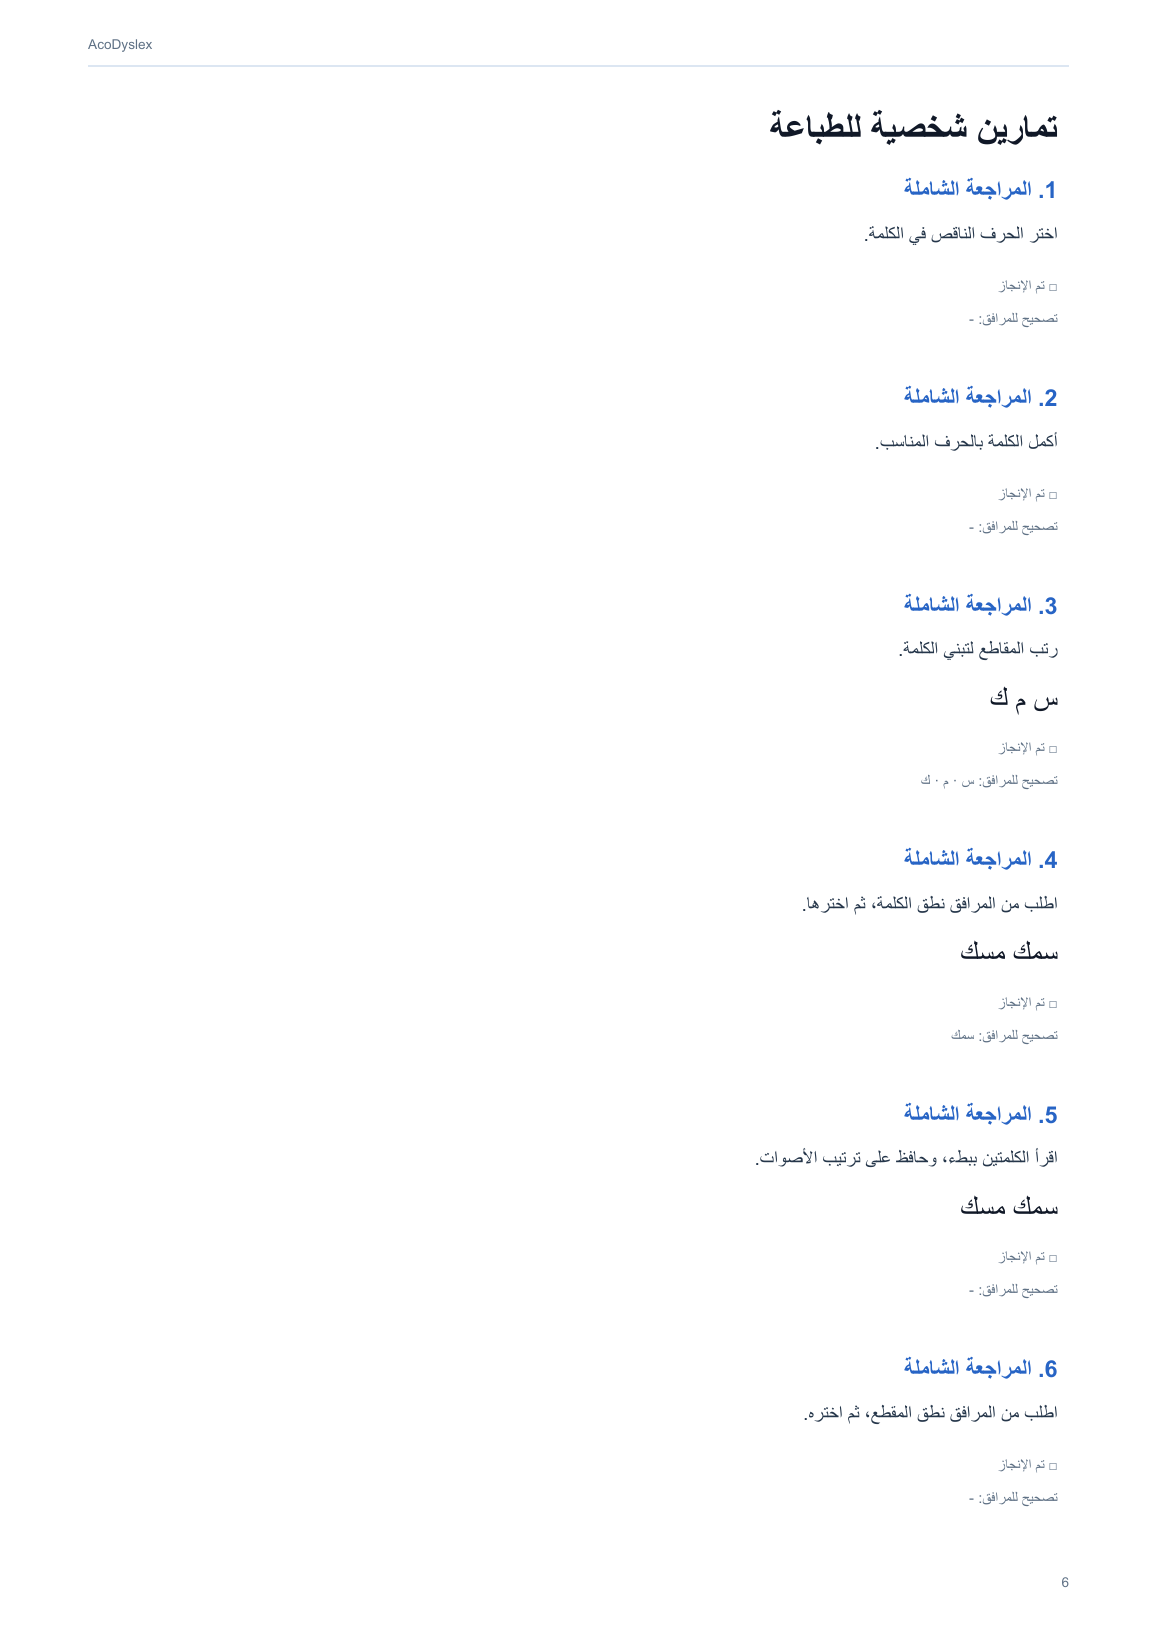 AcoDyslex
تمارين شخصية للطباعة
1. المراجعة الشاملة
اختر الحرف الناقص في الكلمة.
□ تم الإنجاز
تصحيح للمرافق: -
2. المراجعة الشاملة
أكمل الكلمة بالحرف المناسب.
□ تم الإنجاز
تصحيح للمرافق: -
3. المراجعة الشاملة
رتب المقاطع لتبني الكلمة.
س م ك
□ تم الإنجاز
تصحيح للمرافق: س · م · ك
4. المراجعة الشاملة
اطلب من المرافق نطق الكلمة، ثم اخترها.
سمك مسك
□ تم الإنجاز
تصحيح للمرافق: سمك
5. المراجعة الشاملة
اقرأ الكلمتين ببطء، وحافظ على ترتيب الأصوات.
سمك مسك
□ تم الإنجاز
تصحيح للمرافق: -
6. المراجعة الشاملة
اطلب من المرافق نطق المقطع، ثم اختره.
□ تم الإنجاز
تصحيح للمرافق: -
6